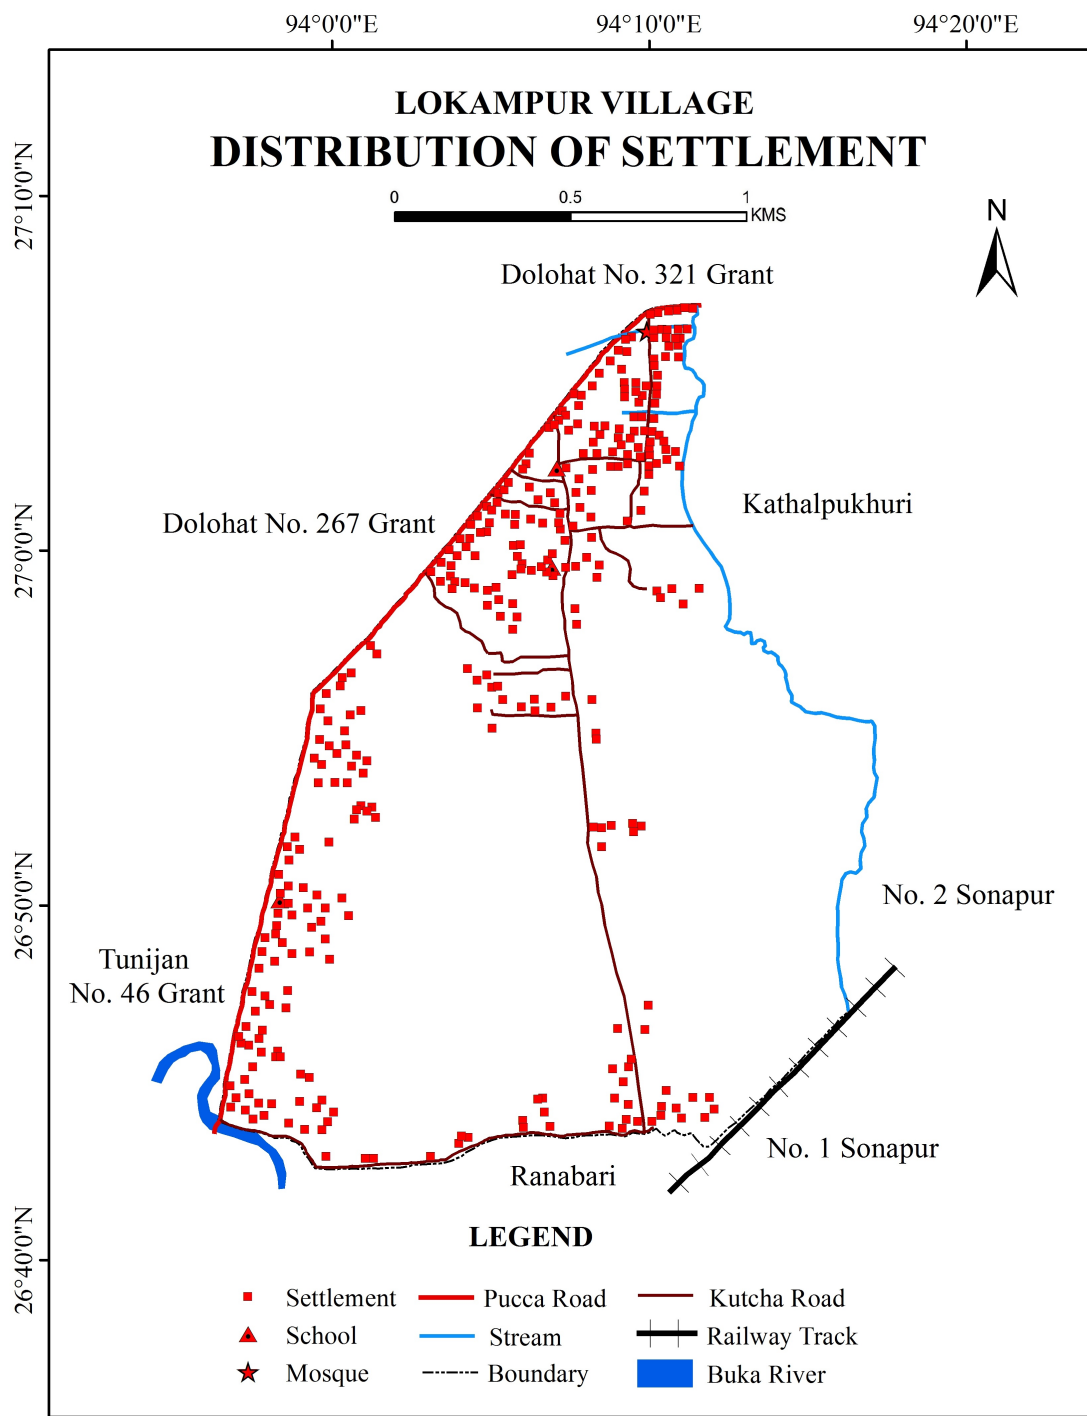 94°0'0"E 94°10'0"E 94°20'0"E
LOKAMPUR VILLAGE
DISTRIBUTION OF SETTLEMENT
27°10'0"N
0 0.5 1
KMS
N
Dolohat No. 321 Grant
Kathalpukhuri
Dolohat No. 267 Grant
27°0'0"N
No. 2 Sonapur
26°50'0"N
Tunijan
No. 46 Grant
No. 1 Sonapur
Ranabari
26°40'0"N
LEGEND
Settlement Pucca Road Kutcha Road
School Stream Railway Track
Mosque Boundary Buka River